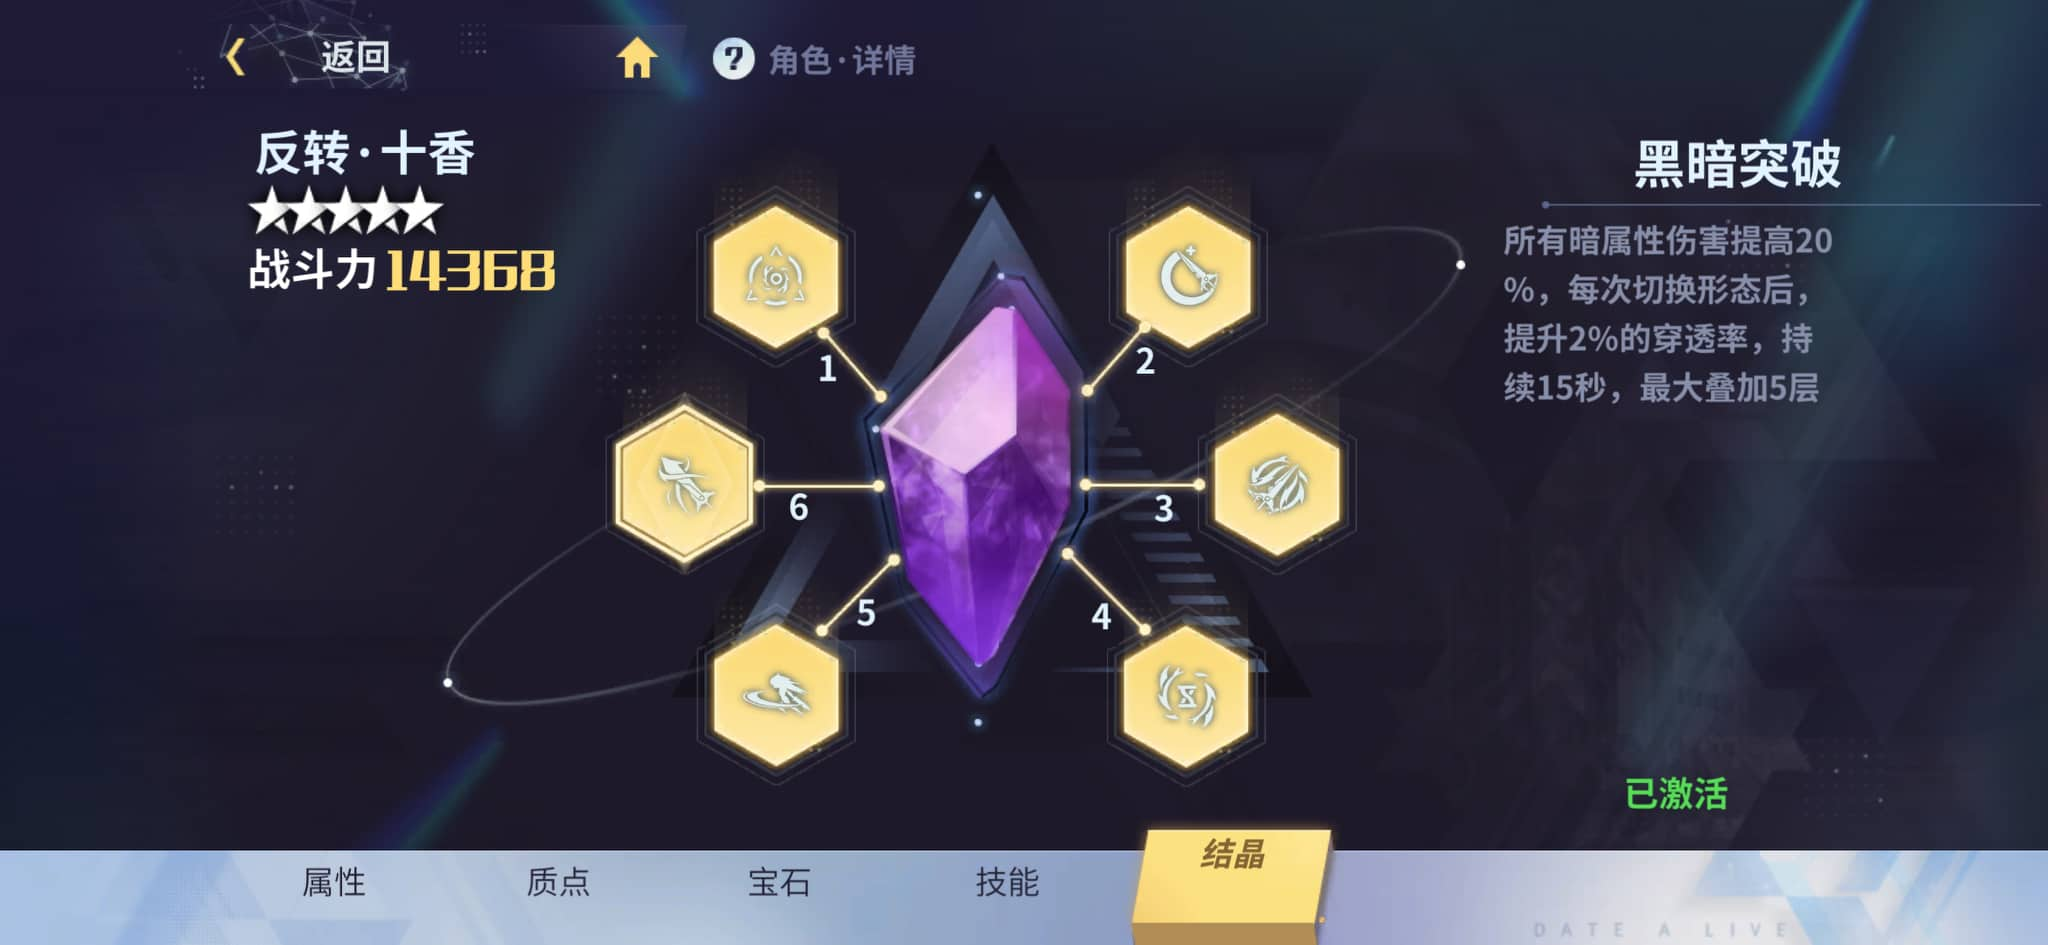 返回
? 角色·详情
反转·十香
战斗力14368
黑暗突破
所有暗属性伤害提高20
%，每次切换形态后，
提升2%的穿透率，持
续15秒，最大叠加5层
1
2
6
3
5
4
已激活
属性
质点
宝石
技能
结晶
DATE A LIVE